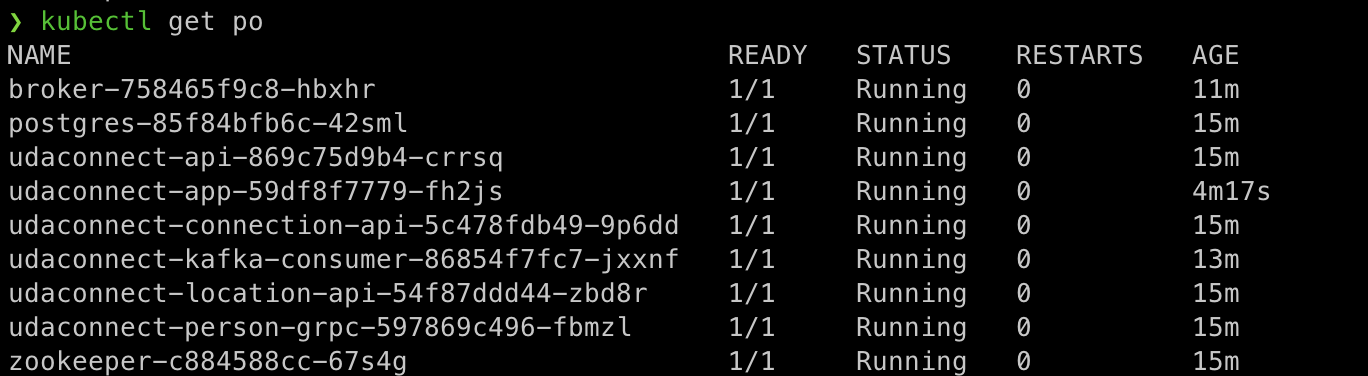 ❯ kubectl get po
NAME READY STATUS RESTARTS AGE
broker-758465f9c8-hbxhr 1/1 Running 0 11m
postgres-85f84bfb6c-42sml 1/1 Running 0 15m
udaconnect-api-869c75d9b4-crrsq 1/1 Running 0 15m
udaconnect-app-59df8f7779-fh2js 1/1 Running 0 4m17s
udaconnect-connection-api-5c478fdb49-9p6dd 1/1 Running 0 15m
udaconnect-kafka-consumer-86854f7fc7-jxxnf 1/1 Running 0 13m
udaconnect-location-api-54f87ddd44-zbd8r 1/1 Running 0 15m
udaconnect-person-grpc-597869c496-fbmzl 1/1 Running 0 15m
zookeeper-c884588cc-67s4g 1/1 Running 0 15m